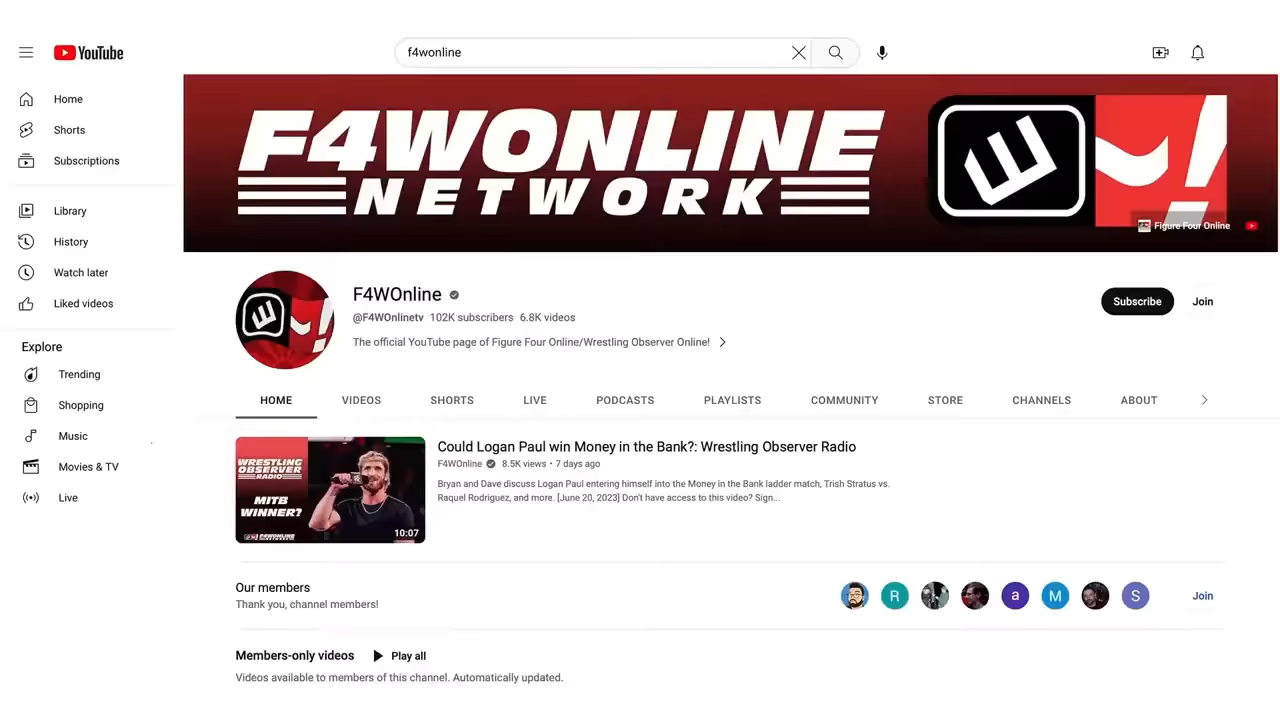 YouTube
f4wonline
Home
Shorts
Subscriptions
Library
History
Watch later
Liked videos
Explore
Trending
Shopping
Music
Movies & TV
Live
F4WONLINE
NETWORK
Figure Four Online
F4WOnline
@F4WOnlinetv 102K subscribers 6.8K videos
The official YouTube page of Figure Four Online/Wrestling Observer Online!
Subscribe
Join
HOME VIDEOS SHORTS LIVE PODCASTS PLAYLISTS COMMUNITY STORE CHANNELS ABOUT
WRESTLING
OBSERVER
RADIO
MITB
WINNER?
F4WONLINE
NETWORK
10:07
Could Logan Paul win Money in the Bank?: Wrestling Observer Radio
F4WOnline 8.5K views • 7 days ago
Bryan and Dave discuss Logan Paul entering himself into the Money in the Bank ladder match, Trish Stratus vs.
Raquel Rodriguez, and more. [June 20, 2023] Don't have access to this video? Sign...
Our members
Thank you, channel members!
R a M S
Join
Members-only videos Play all
Videos available to members of this channel. Automatically updated.